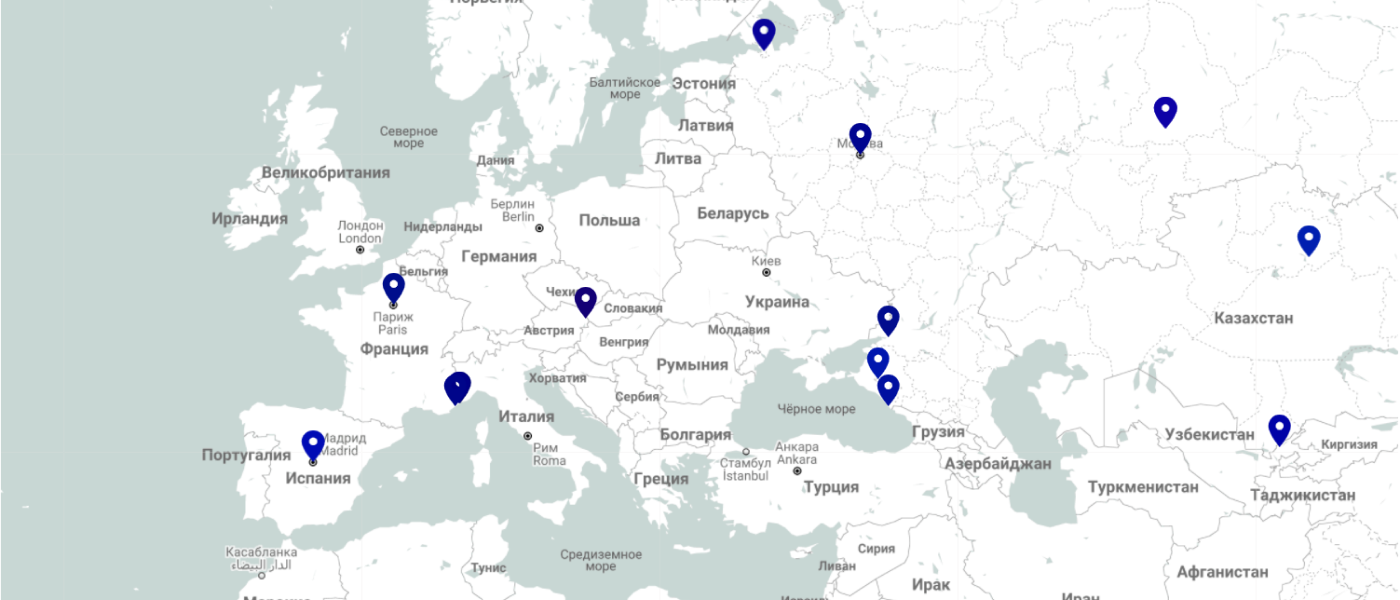 Норвегия
Балтийское
море
Эстония
Северное
море
Латвия
Москва
Дания
Литва
Великобритания
Ирландия
Берлин
Berlin
Польша
Беларусь
Лондон
London
Нидерланды
Германия
Киев
Бельгия
Чехия
Словакия
Украина
Париж
Paris
Австрия
Молдавия
Казахстан
Франция
Венгрия
Румыния
Хорватия
Сербия
Италия
Чёрное море
Болгария
Грузия
Узбекистан
Мадрид
Madrid
Киргизия
Португалия
Рим
Roma
Анкара
Ankara
Стамбул
İstanbul
Азербайджан
Испания
Греция
Турция
Туркменистан
Таджикистан
Касабланка
الدار البيضاء
Средиземное
море
Сирия
Тунис
Ливан
Ирак
Афганистан
Иран